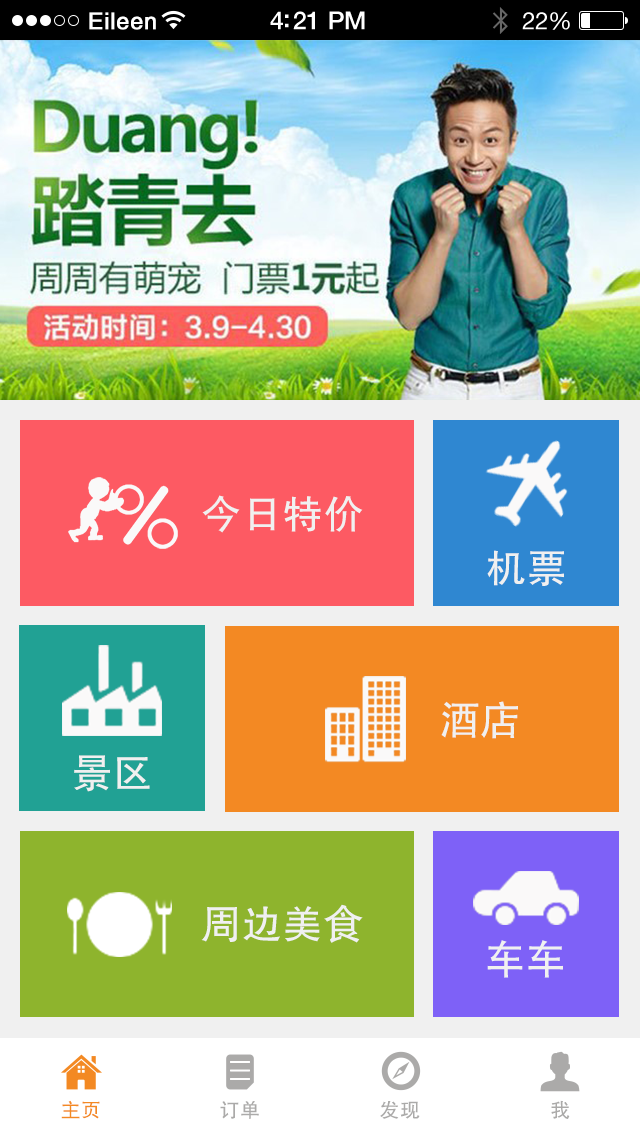 Eileen 4:21 PM 22%
Duang!
踏青去
周周有萌宠 门票1元起
活动时间：3.9-4.30
今日特价
机票
景区
酒店
周边美食
车车
主页 订单 发现 我